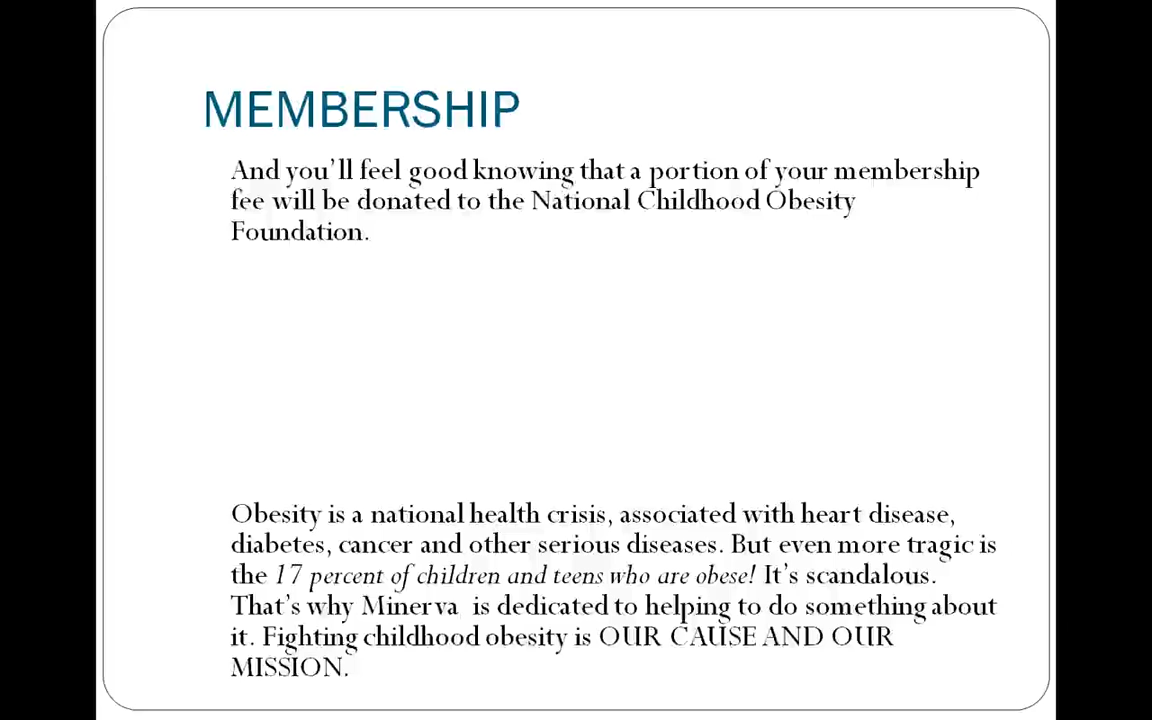 MEMBERSHIP
And you'll feel good knowing that a portion of your membership
fee will be donated to the National Childhood Obesity
Foundation.
Obesity is a national health crisis, associated with heart disease,
diabetes, cancer and other serious diseases. But even more tragic is
the 17 percent of children and teens who are obese! It's scandalous.
That's why Minerva is dedicated to helping to do something about
it. Fighting childhood obesity is OUR CAUSE AND OUR
MISSION.